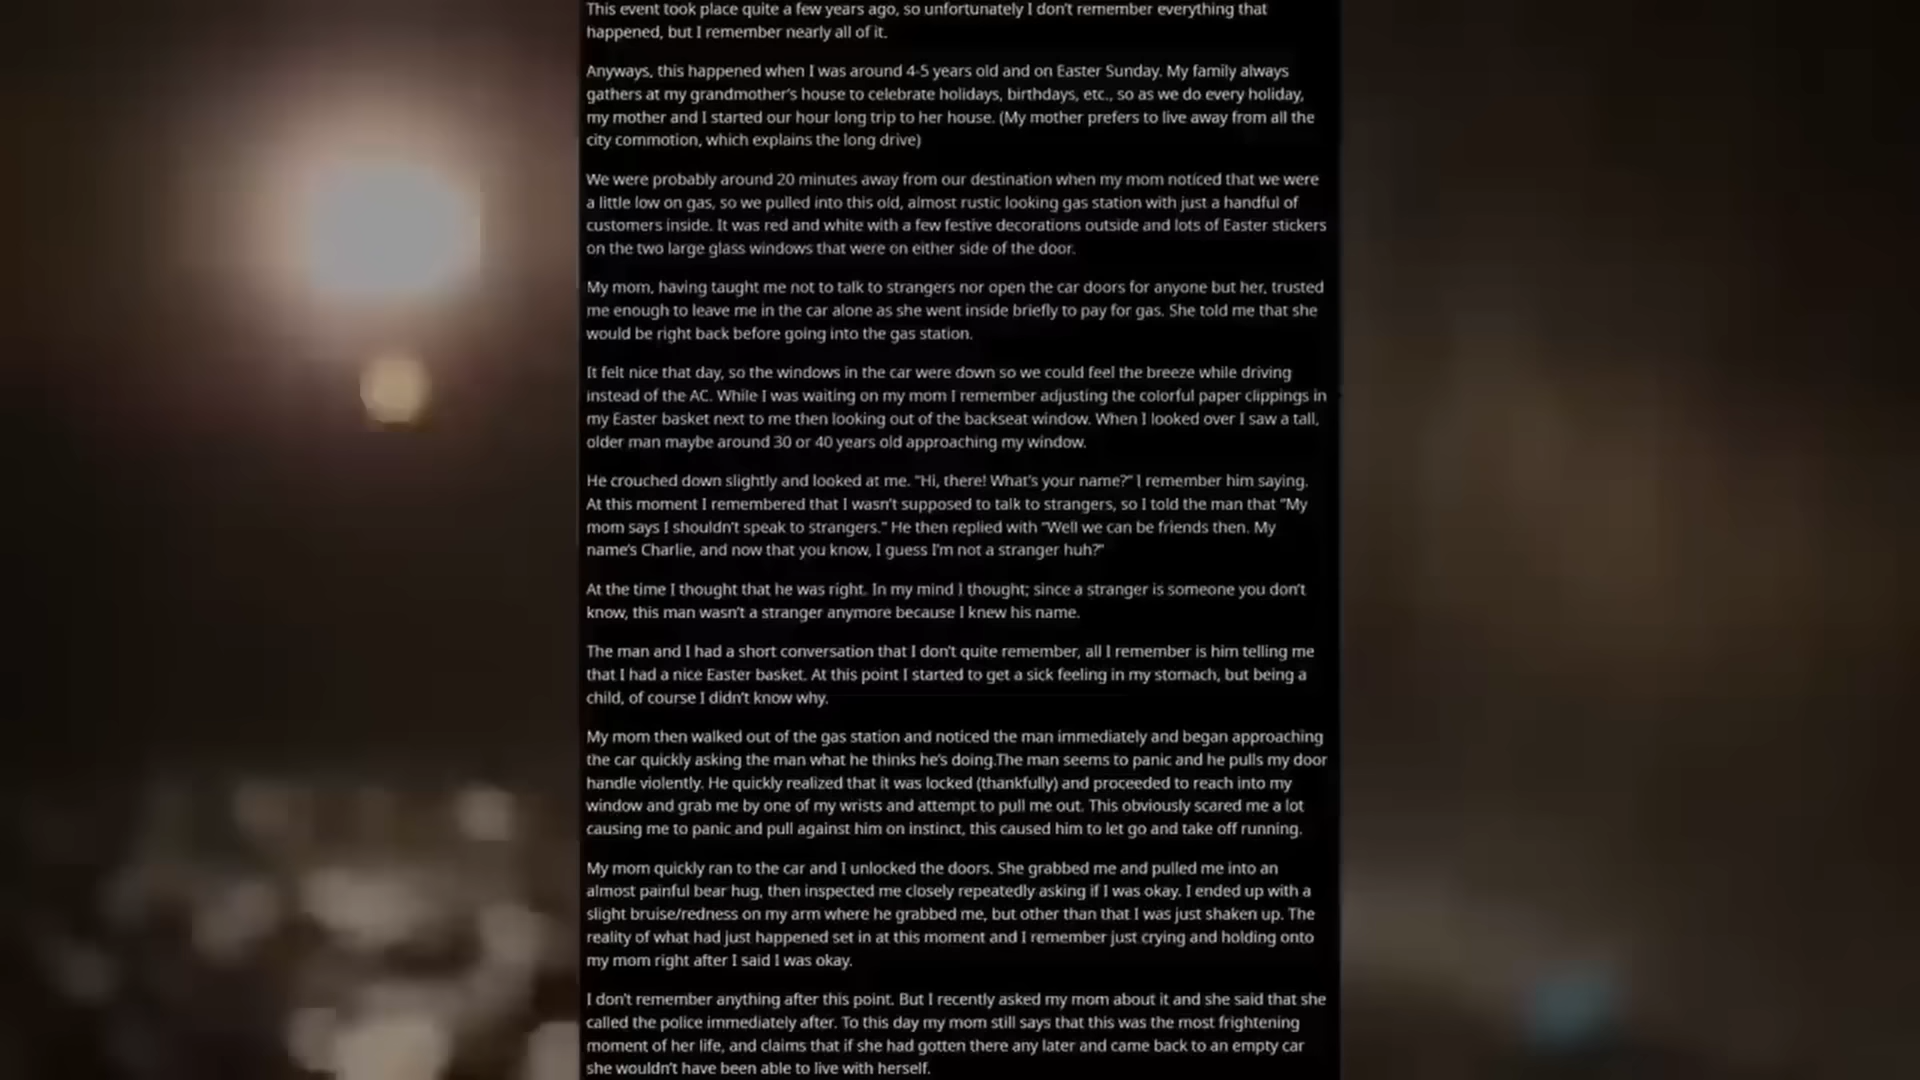 This event took place quite a few years ago, so unfortunately I don't remember everything that
happened, but I remember nearly all of it.
Anyways, this happened when I was around 4-5 years old and on Easter Sunday. My family always
gathers at my grandmother's house to celebrate holidays, birthdays, etc., so as we do every holiday,
my mother and I started our hour long trip to her house. (My mother prefers to live away from all the
city commotion, which explains the long drive)
We were probably around 20 minutes away from our destination when my mom noticed that we were
a little low on gas, so we pulled into this old, almost rustic looking gas station with just a handful of
customers inside. It was red and white with a few festive decorations outside and lots of Easter stickers
on the two large glass windows that were on either side of the door.
My mom, having taught me not to talk to strangers nor open the car doors for anyone but her, trusted
me enough to leave me in the car alone as she went inside briefly to pay for gas. She told me that she
would be right back before going into the gas station.
It felt nice that day, so the windows in the car were down so we could feel the breeze while driving
instead of the AC. While I was waiting on my mom I remember adjusting the colorful paper clippings in
my Easter basket next to me then looking out of the backseat window. When I looked over I saw a tall,
older man maybe around 30 or 40 years old approaching my window.
He crouched down slightly and looked at me. "Hi, there! What's your name?" I remember him saying.
At this moment I remembered that I wasn't supposed to talk to strangers, so I told the man that "My
mom says I shouldn't speak to strangers." He then replied with "Well we can be friends then. My
name's Charlie, and now that you know, I guess I'm not a stranger huh?"
At the time I thought that he was right. In my mind I thought; since a stranger is someone you don't
know, this man wasn't a stranger anymore because I knew his name.
The man and I had a short conversation that I don't quite remember, all I remember is him telling me
that I had a nice Easter basket. At this point I started to get a sick feeling in my stomach, but being a
child, of course I didn't know why.
My mom then walked out of the gas station and noticed the man immediately and began approaching
the car quickly asking the man what he thinks he's doing.The man seems to panic and he pulls my door
handle violently. He quickly realized that it was locked (thankfully) and proceeded to reach into my
window and grab me by one of my wrists and attempt to pull me out. This obviously scared me a lot
causing me to panic and pull against him on instinct, this caused him to let go and take off running.
My mom quickly ran to the car and I unlocked the doors. She grabbed me and pulled me into an
almost painful bear hug, then inspected me closely repeatedly asking if I was okay. I ended up with a
slight bruise/redness on my arm where he grabbed me, but other than that I was just shaken up. The
reality of what had just happened set in at this moment and I remember just crying and holding onto
my mom right after I said I was okay.
I don't remember anything after this point. But I recently asked my mom about it and she said that she
called the police immediately after. To this day my mom still says that this was the most frightening
moment of her life, and claims that if she had gotten there any later and came back to an empty car
she wouldn't have been able to live with herself.